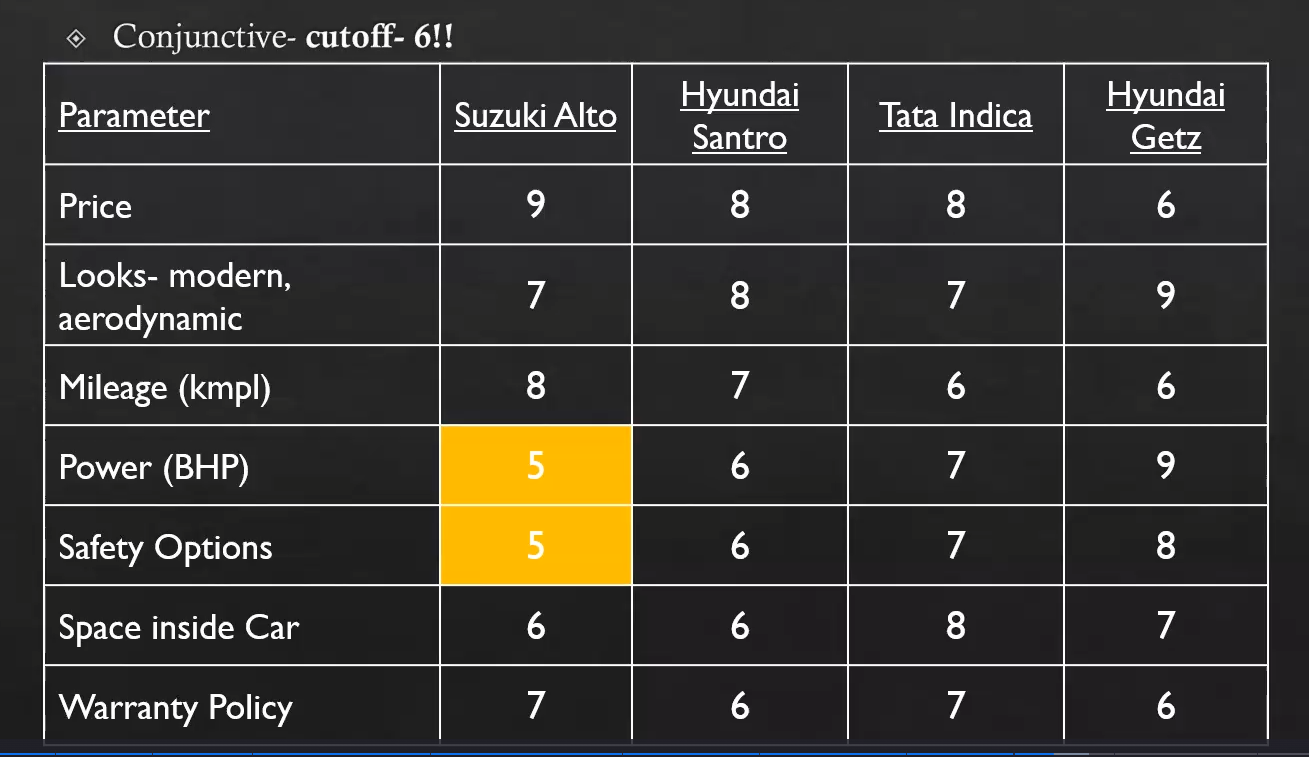 Conjunctive- cutoff- 6!!
Parameter Suzuki Alto Hyundai Santro Tata Indica Hyundai Getz
Price 9 8 8 6
Looks- modern, aerodynamic 7 8 7 9
Mileage (kmpl) 8 7 6 6
Power (BHP) 5 6 7 9
Safety Options 5 6 7 8
Space inside Car 6 6 8 7
Warranty Policy 7 6 7 6